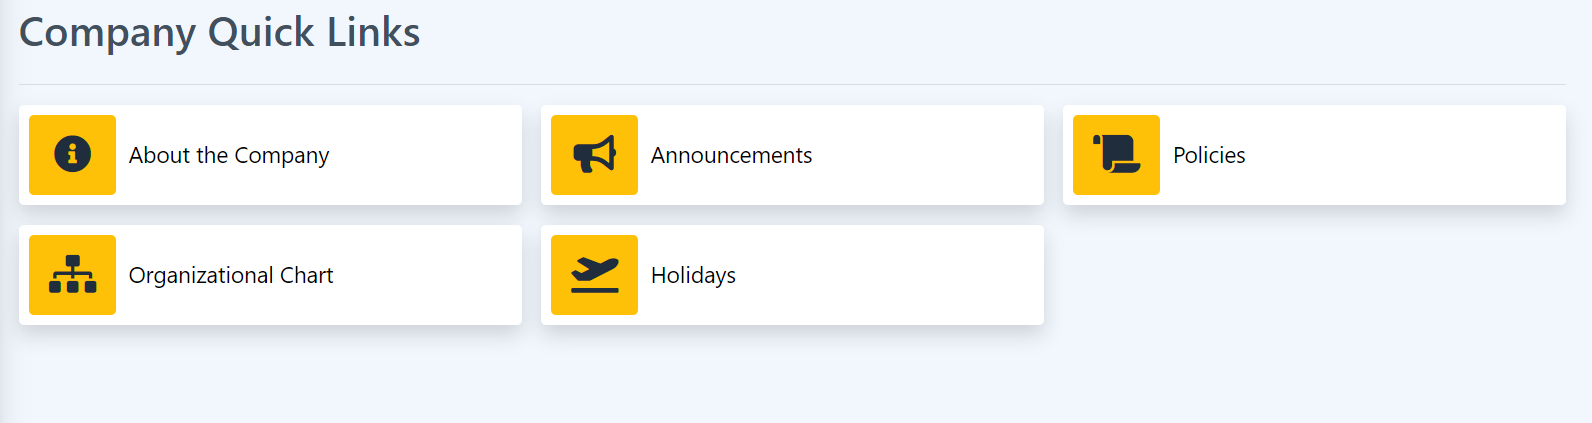 Company Quick Links
About the Company
Announcements
Policies
Organizational Chart
Holidays